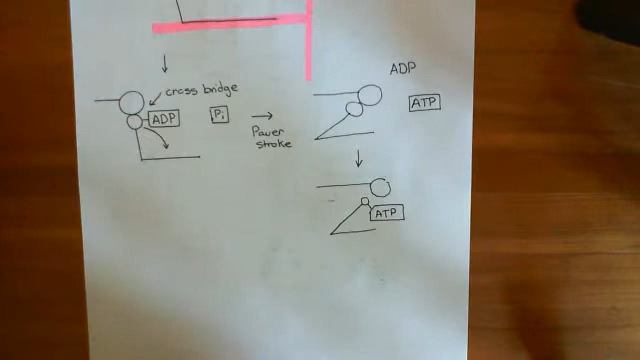 cross bridge
ADP
Pi
Power
stroke
ADP
ATP
ATP